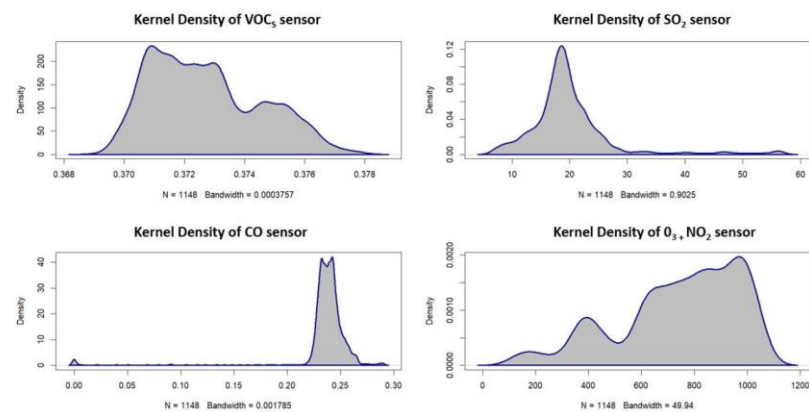 Kernel Density of VOCs sensor
Density
200
150
100
50
0
0.368 0.370 0.372 0.374 0.376 0.378
N = 1148 Bandwidth = 0.0003757
Kernel Density of SO₂ sensor
Density
0.12
0.08
0.04
0.00
10 20 30 40 50 60
N = 1148 Bandwidth = 0.9025
Kernel Density of CO sensor
Density
40
30
20
10
0
0.00 0.05 0.10 0.15 0.20 0.25 0.30
N = 1148 Bandwidth = 0.001785
Kernel Density of 0₃₊NO₂ sensor
Density
0.0020
0.0010
0.0000
0 200 400 600 800 1000 1200
N = 1148 Bandwidth = 49.94